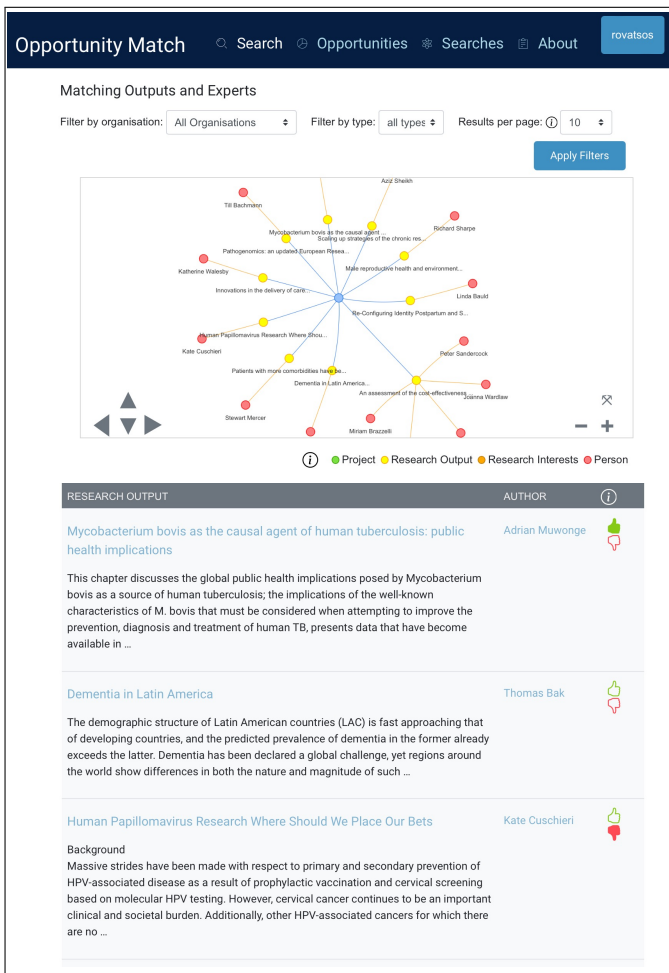 Opportunity Match
Search
Opportunities
Searches
About
rovatsos
Matching Outputs and Experts
Filter by organisation: All Organisations
Filter by type: all types
Results per page: 10
Apply Filters
Aziz Sheikh
Till Bachmann
Richard Sharpe
Mycobacterium bovis as the causal agent ...
Scaling up strategies of the chronic res...
Pathogenomics: an updated European Resea...
Male reproductive health and environment...
Katherine Walesby
Innovations in the delivery of care...
Linda Bauld
Re-Configuring Identity Postpartum and S...
Human Papillomavirus Research Where Shou...
Kate Cuschieri
Peter Sandercock
Patients with more comorbidities have be...
Dementia in Latin America...
An assessment of the cost-effectiveness ...
Joanna Wardlaw
Stewart Mercer
Miriam Brazzelli
Project
Research Output
Research Interests
Person
RESEARCH OUTPUT
AUTHOR
Mycobacterium bovis as the causal agent of human tuberculosis: public
health implications
Adrian Muwonge
This chapter discusses the global public health implications posed by Mycobacterium
bovis as a source of human tuberculosis; the implications of the well-known
characteristics of M. bovis that must be considered when attempting to improve the
prevention, diagnosis and treatment of human TB, presents data that have become
available in ...
Dementia in Latin America
Thomas Bak
The demographic structure of Latin American countries (LAC) is fast approaching that
of developing countries, and the predicted prevalence of dementia in the former already
exceeds the latter. Dementia has been declared a global challenge, yet regions around
the world show differences in both the nature and magnitude of such ...
Human Papillomavirus Research Where Should We Place Our Bets
Kate Cuschieri
Background
Massive strides have been made with respect to primary and secondary prevention of
HPV-associated disease as a result of prophylactic vaccination and cervical screening
based on molecular HPV testing. However, cervical cancer continues to be an important
clinical and societal burden. Additionally, other HPV-associated cancers for which there
are no ...